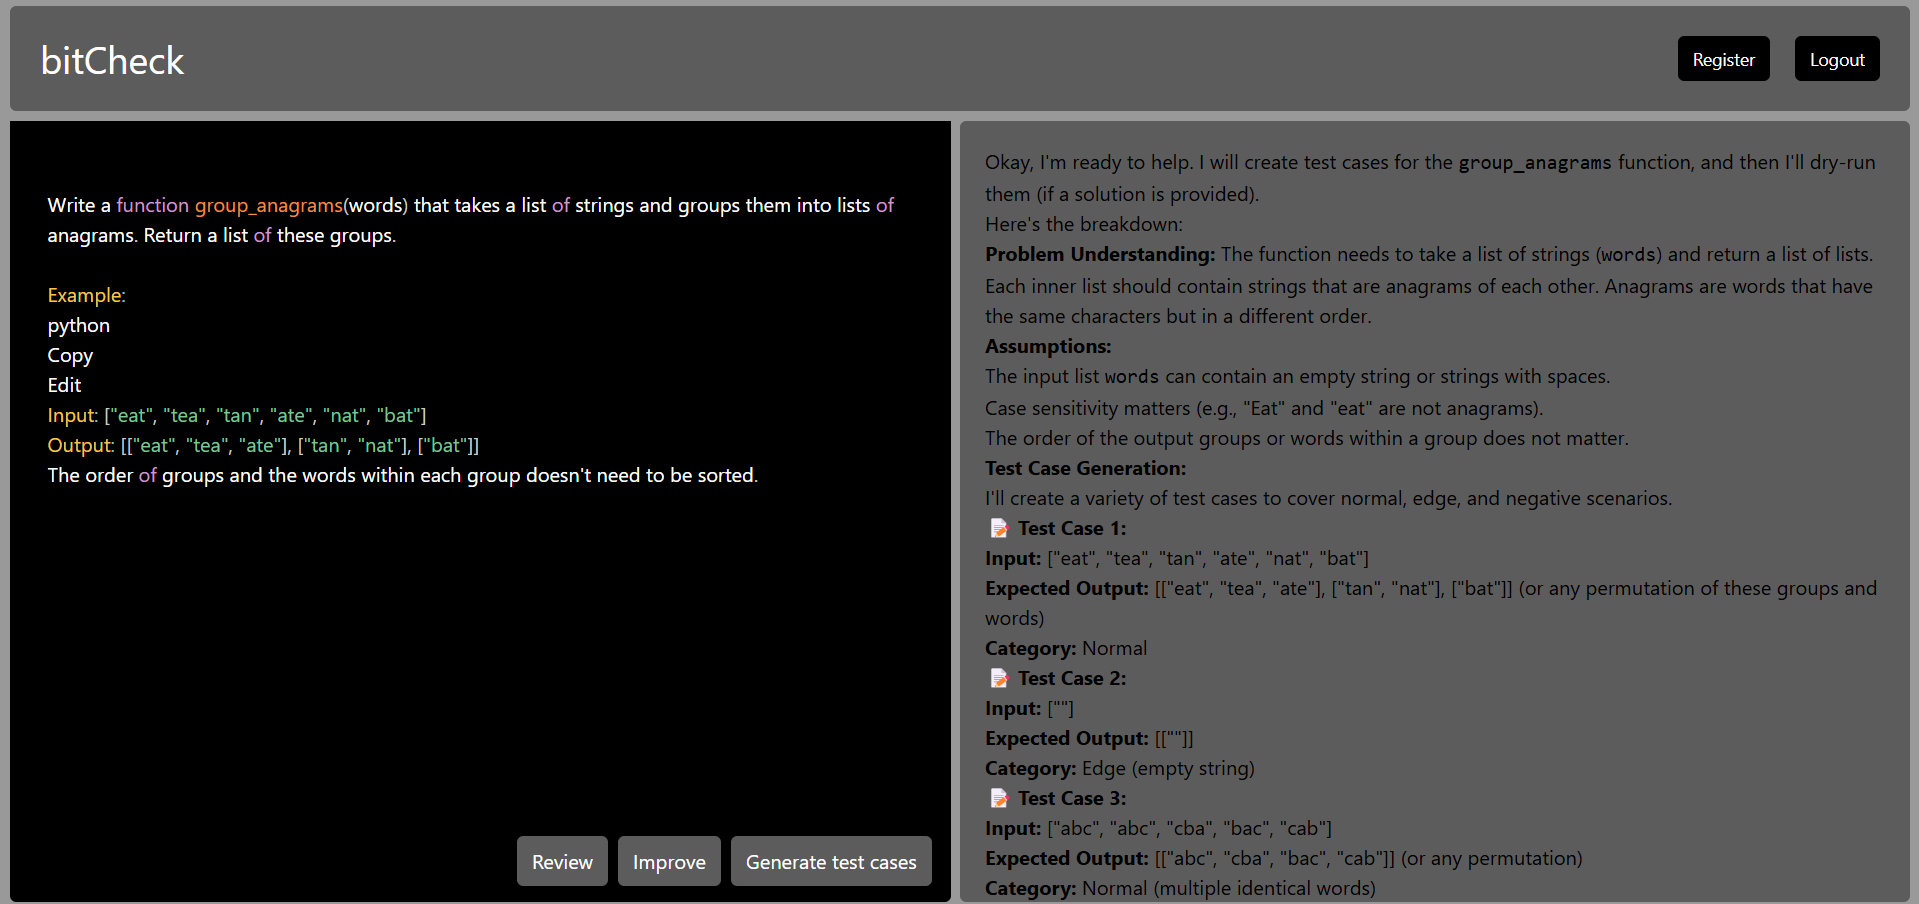 bitCheck
Register
Logout
Write a function group_anagrams(words) that takes a list of strings and groups them into lists of
anagrams. Return a list of these groups.
Example:
python
Copy
Edit
Input: ["eat", "tea", "tan", "ate", "nat", "bat"]
Output: [["eat", "tea", "ate"], ["tan", "nat"], ["bat"]]
The order of groups and the words within each group doesn't need to be sorted.
Review
Improve
Generate test cases
Okay, I'm ready to help. I will create test cases for the group_anagrams function, and then I'll dry-run
them (if a solution is provided).
Here's the breakdown:
Problem Understanding: The function needs to take a list of strings (words) and return a list of lists.
Each inner list should contain strings that are anagrams of each other. Anagrams are words that have
the same characters but in a different order.
Assumptions:
The input list words can contain an empty string or strings with spaces.
Case sensitivity matters (e.g., "Eat" and "eat" are not anagrams).
The order of the output groups or words within a group does not matter.
Test Case Generation:
I'll create a variety of test cases to cover normal, edge, and negative scenarios.
📝 Test Case 1:
Input: ["eat", "tea", "tan", "ate", "nat", "bat"]
Expected Output: [["eat", "tea", "ate"], ["tan", "nat"], ["bat"]] (or any permutation of these groups and
words)
Category: Normal
📝 Test Case 2:
Input: [""]
Expected Output: [[""]]
Category: Edge (empty string)
📝 Test Case 3:
Input: ["abc", "abc", "cba", "bac", "cab"]
Expected Output: [["abc", "cba", "bac", "cab"]] (or any permutation)
Category: Normal (multiple identical words)